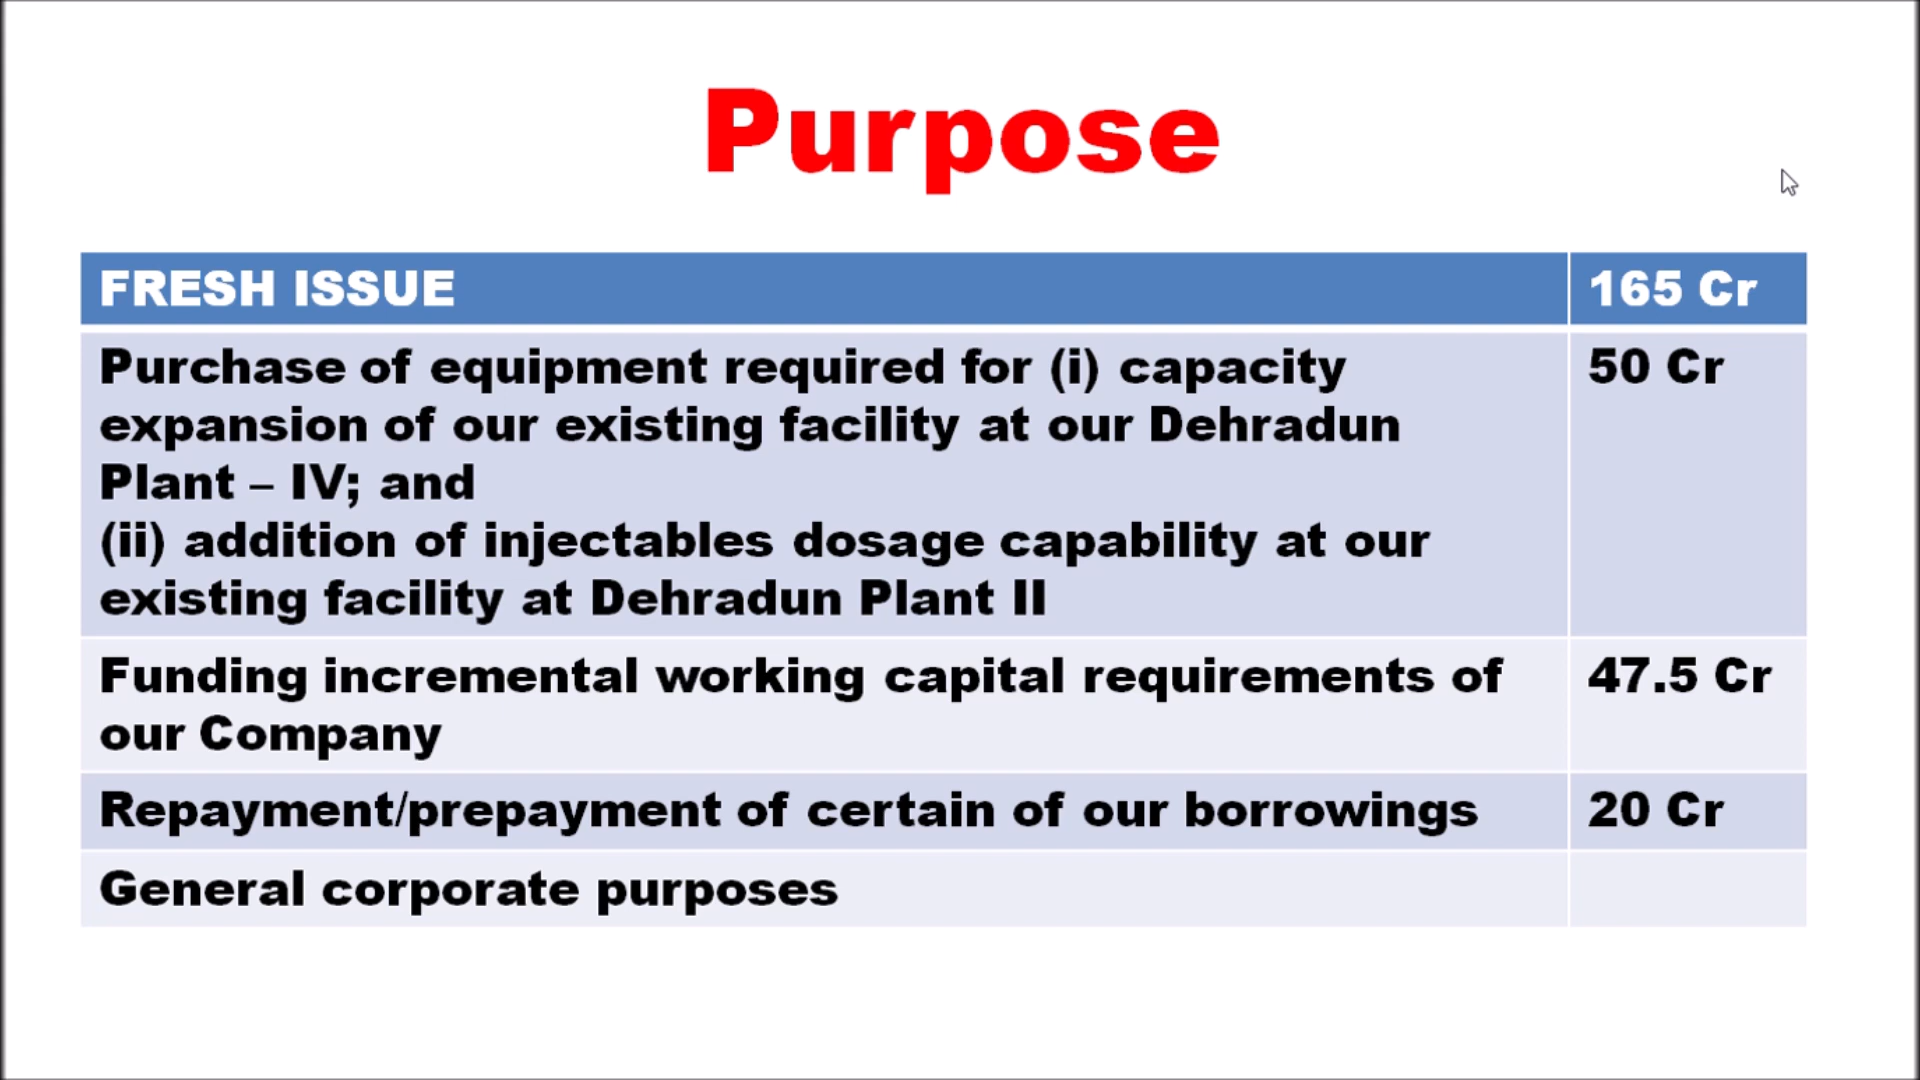 Purpose
FRESH ISSUE 165 Cr
Purchase of equipment required for (i) capacity 50 Cr
expansion of our existing facility at our Dehradun
Plant – IV; and
(ii) addition of injectables dosage capability at our
existing facility at Dehradun Plant II
Funding incremental working capital requirements of 47.5 Cr
our Company
Repayment/prepayment of certain of our borrowings 20 Cr
General corporate purposes